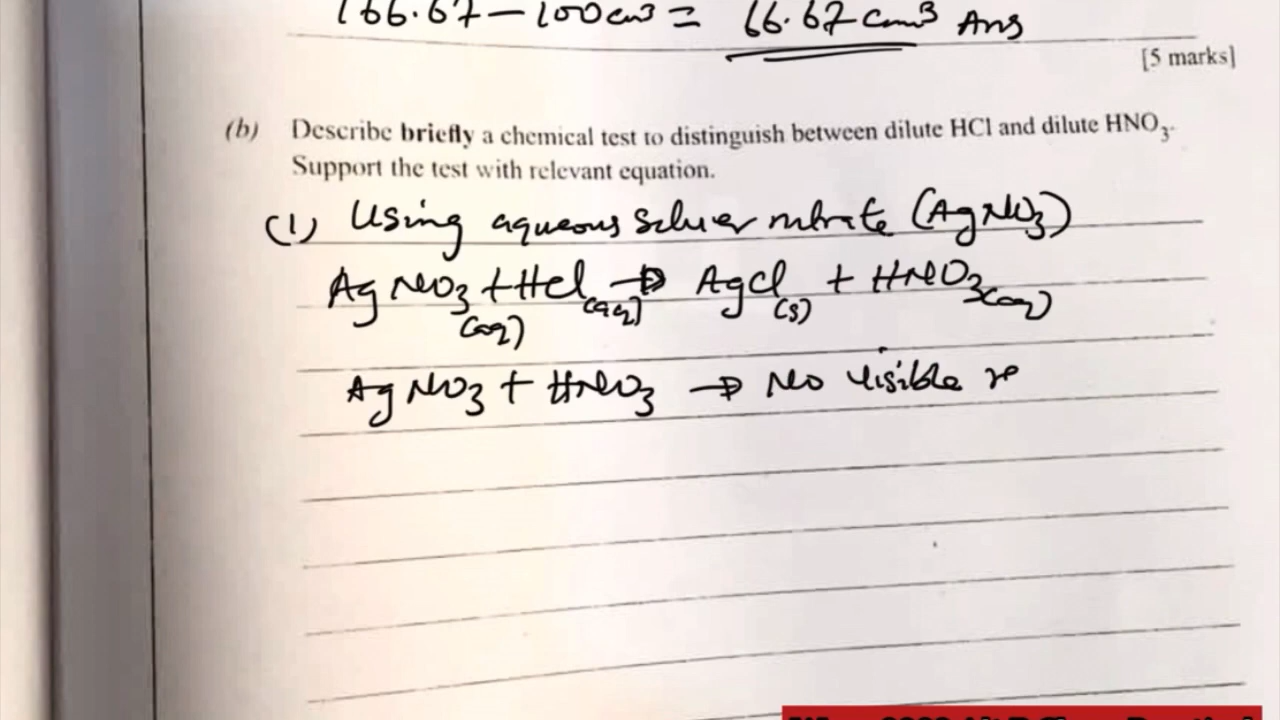 166.67 - 100cm³ = 66.67cm³ Ans
[5 marks]
(b) Describe briefly a chemical test to distinguish between dilute HCl and dilute HNO₃.
Support the test with relevant equation.
(1) Using aqueous Silver nitrate (AgNO₃)
AgNO₃(aq) + HCl(aq) → AgCl(s) + HNO₃(aq)
AgNO₃ + HNO₃ → No visible re